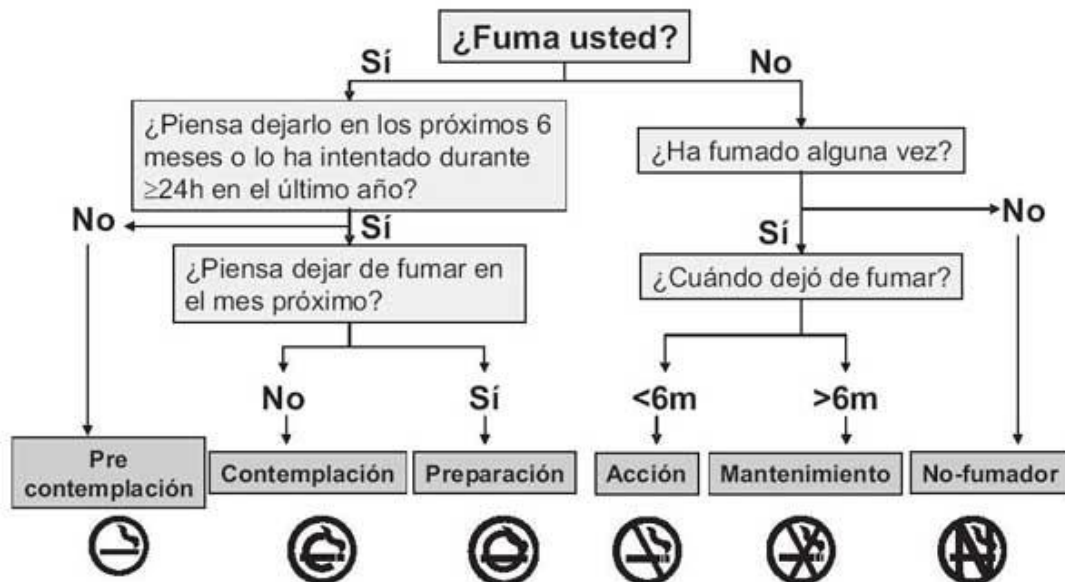 ¿Fuma usted?
Sí
No
¿Piensa dejarlo en los próximos 6
meses o lo ha intentado durante
≥24h en el último año?
¿Ha fumado alguna vez?
No
Sí
Sí
No
¿Piensa dejar de fumar en
el mes próximo?
¿Cuándo dejó de fumar?
No
Sí
<6m
>6m
Pre
contemplación
Contemplación
Preparación
Acción
Mantenimiento
No-fumador